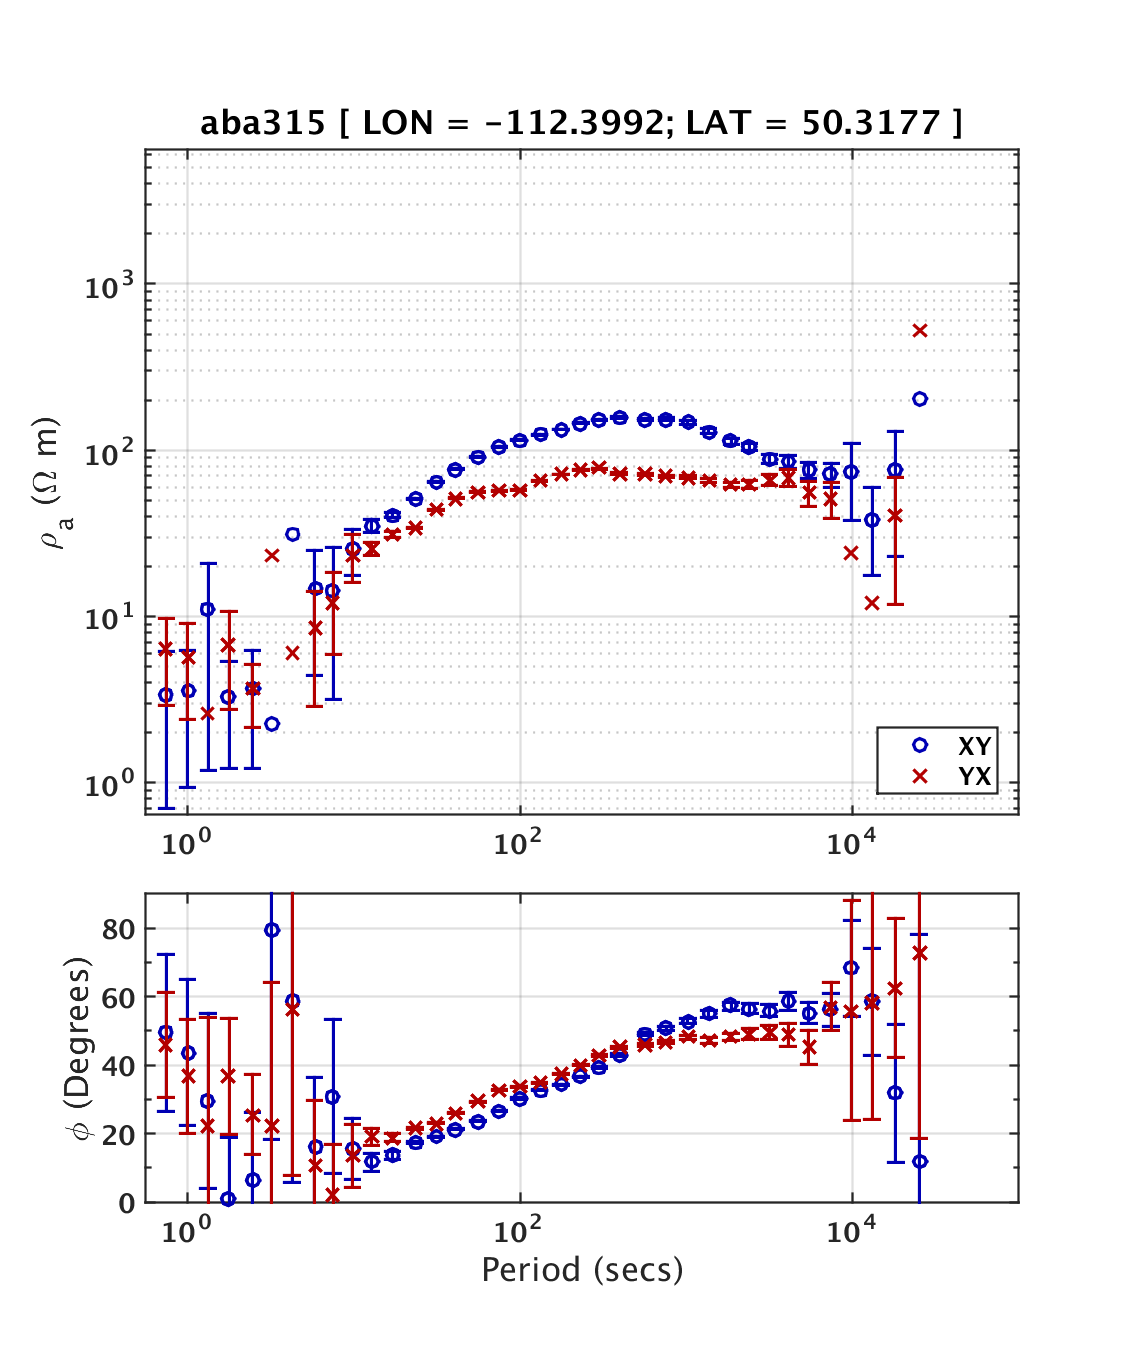 aba315 [ LON = -112.3992; LAT = 50.3177 ]
ρa (Ω m)
10³
10²
10¹
10⁰
XY
YX
10⁰ 10² 10⁴
ϕ (Degrees)
80
60
40
20
0
10⁰ 10² 10⁴
Period (secs)